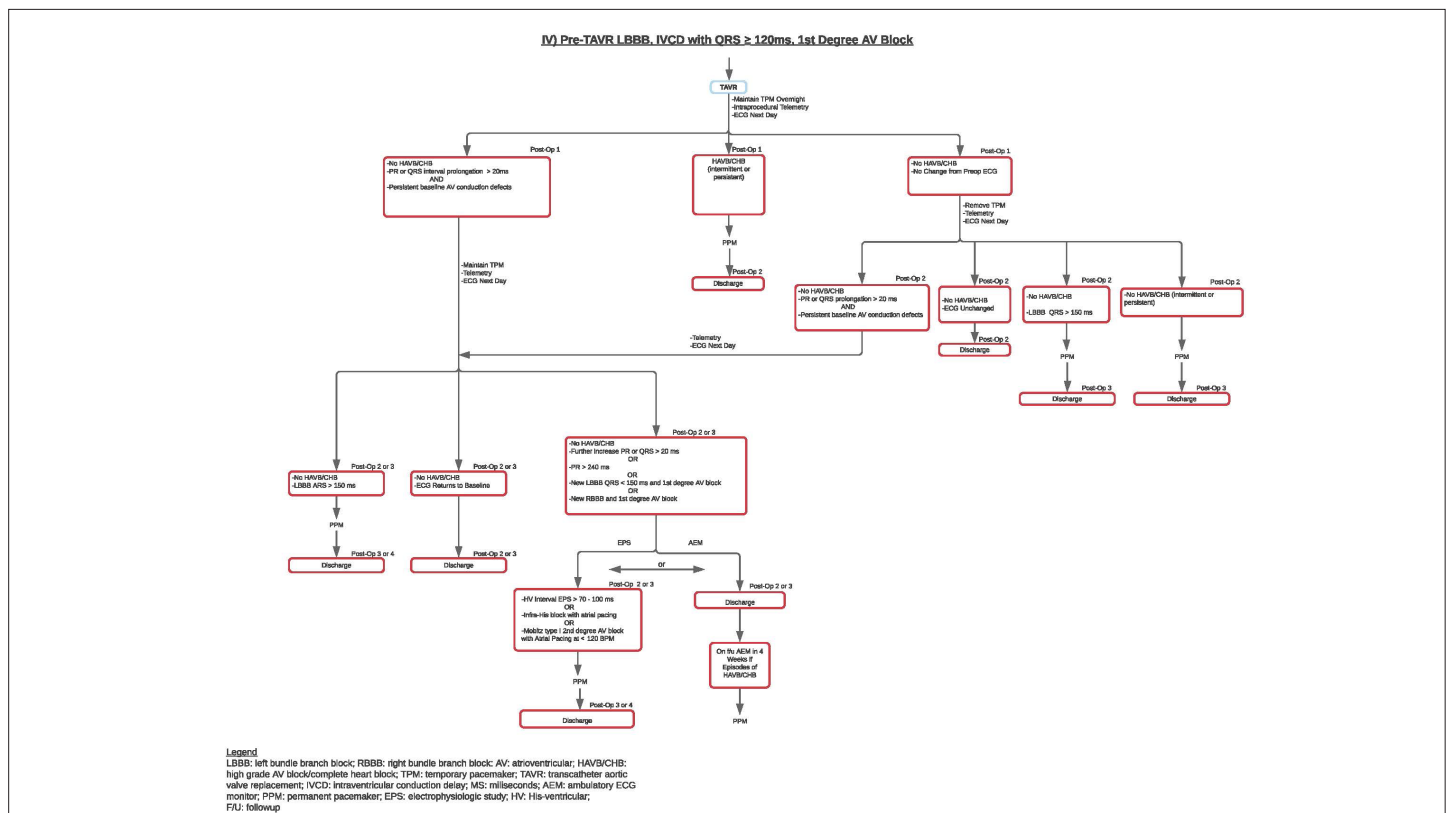 IV) Pre-TAVR LBBB, IVCD with QRS ≥ 120ms, 1st Degree AV Block
TAVR
-Maintain TPM Overnight
-Intraprocedural Telemetry
-ECG Next Day
Post-Op 1
-No HAVB/CHB
-PR or QRS interval prolongation > 20ms
AND
-Persistent baseline AV conduction defects
Post-Op 1
HAVB/CHB
(intermittent or
persistent)
Post-Op 1
-No HAVB/CHB
-No Change from Preop ECG
-Remove TPM
-Telemetry
-ECG Next Day
PPM
Post-Op 2
Discharge
-Maintain TPM
-Telemetry
-ECG Next Day
Post-Op 2
-No HAVB/CHB
-PR or QRS prolongation > 20 ms
AND
-Persistent baseline AV conduction defects
Post-Op 2
-No HAVB/CHB
-ECG Unchanged
Post-Op 2
Discharge
Post-Op 2
-No HAVB/CHB
-LBBB QRS > 150 ms
PPM
Post-Op 3
Discharge
Post-Op 2
-No HAVB/CHB (intermittent or
persistent)
PPM
Post-Op 3
Discharge
-Telemetry
-ECG Next Day
Post-Op 2 or 3
-No HAVB/CHB
-LBBB ARS > 150 ms
PPM
Post-Op 3 or 4
Discharge
Post-Op 2 or 3
-No HAVB/CHB
-ECG Returns to Baseline
Post-Op 2 or 3
Discharge
Post-Op 2 or 3
-No HAVB/CHB
-Further Increase PR or QRS > 20 ms
OR
-PR > 240 ms
OR
-New LBBB QRS < 150 ms and 1st degree AV block
OR
-New RBBB and 1st degree AV block
EPS
AEM
or
Post-Op 2 or 3
-HV Interval EPS > 70 - 100 ms
OR
-Infra-His block with atrial pacing
OR
-Mobitz type I 2nd degree AV block
with Atrial Pacing at < 120 BPM
PPM
Post-Op 3 or 4
Discharge
Post-Op 2 or 3
Discharge
On f/u AEM in 4
Weeks if
Episodes of
HAVB/CHB
PPM
Legend
LBBB: left bundle branch block; RBBB: right bundle branch block; AV: atrioventricular; HAVB/CHB:
high grade AV block/complete heart block; TPM: temporary pacemaker; TAVR: transcatheter aortic
valve replacement; IVCD: intraventricular conduction delay; MS: miliseconds; AEM: ambulatory ECG
monitor; PPM: permanent pacemaker; EPS: electrophysiologic study; HV: His-ventricular;
F/U: followup